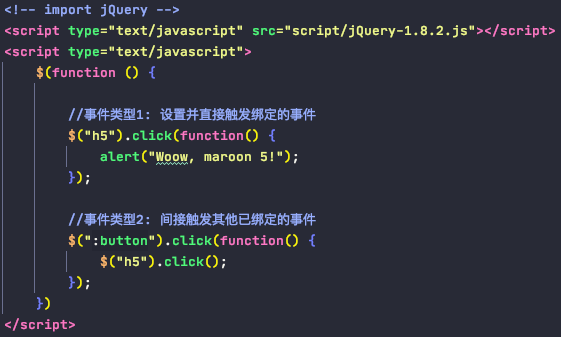 <!-- import jQuery -->
<script type="text/javascript" src="script/jQuery-1.8.2.js"></script>
<script type="text/javascript">
$(function () {
//事件类型1: 设置并直接触发绑定的事件
$("h5").click(function() {
alert("Woow, maroon 5!");
});
//事件类型2: 间接触发其他已绑定的事件
$(":button").click(function() {
$("h5").click();
});
})
</script>